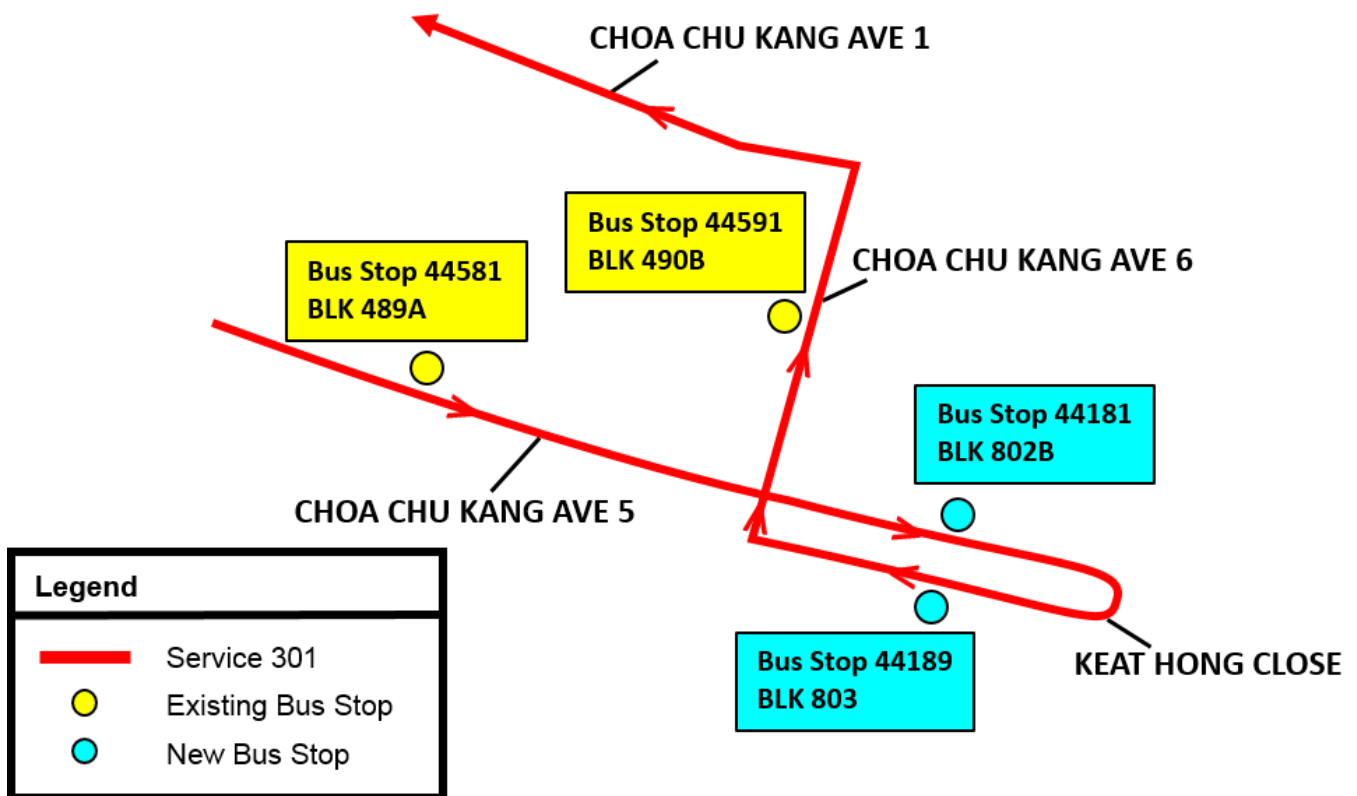 CHOA CHU KANG AVE 1
Bus Stop 44591
BLK 490B
Bus Stop 44581
BLK 489A
CHOA CHU KANG AVE 6
Bus Stop 44181
BLK 802B
CHOA CHU KANG AVE 5
Bus Stop 44189
BLK 803
KEAT HONG CLOSE
Legend
Service 301
Existing Bus Stop
New Bus Stop